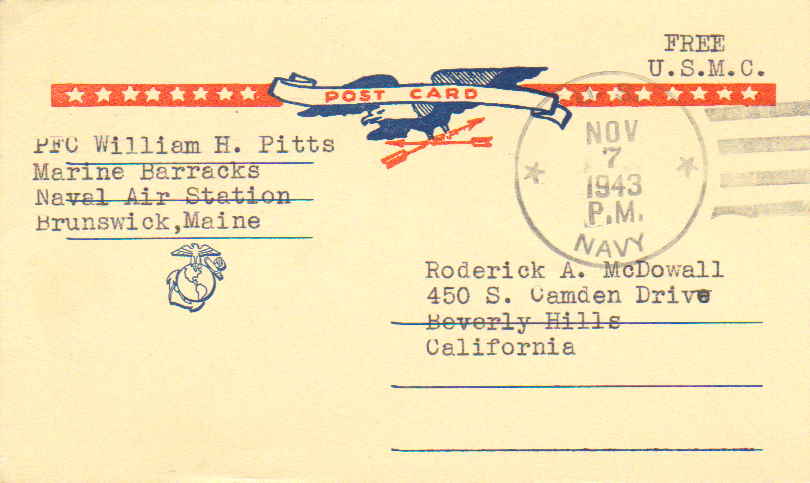 FREE
U.S.M.C.
POST CARD
PFC William H. Pitts
Marine Barracks
Naval Air Station
Brunswick,Maine
NOV
7
1943
P.M.
NAVY
Roderick A. McDowall
450 S. Camden Drive
Beverly Hills
California